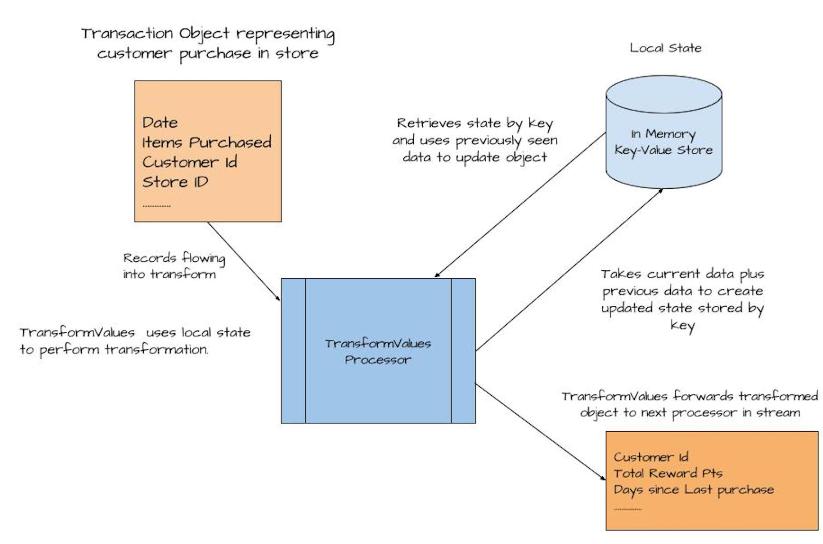 Transaction Object representing
customer purchase in store
Date
Items Purchased
Customer Id
Store ID
............
Local State
In Memory
Key-Value Store
Retrieves state by key
and uses previously seen
data to update object
Records flowing
into transform
TransformValues uses local state
to perform transformation.
TransformValues
Processor
Takes current data plus
previous data to create
updated state stored by
key
TransformValues forwards transformed
object to next processor in stream
Customer Id
Total Reward Pts
Days since Last purchase
............